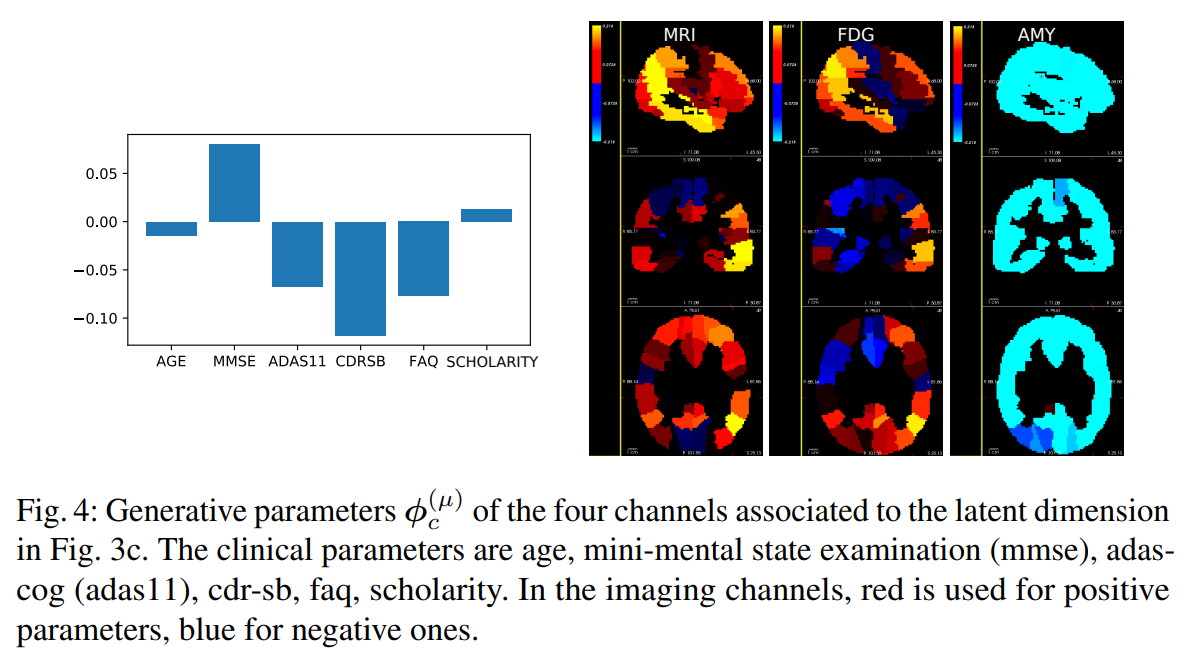 MRI
FDG
AMY
0.05
0.00
−0.05
−0.10
AGE MMSE ADAS11 CDRSB FAQ SCHOLARITY
Fig. 4: Generative parameters ϕc(μ) of the four channels associated to the latent dimension
in Fig. 3c. The clinical parameters are age, mini-mental state examination (mmse), adas-
cog (adas11), cdr-sb, faq, scholarity. In the imaging channels, red is used for positive
parameters, blue for negative ones.